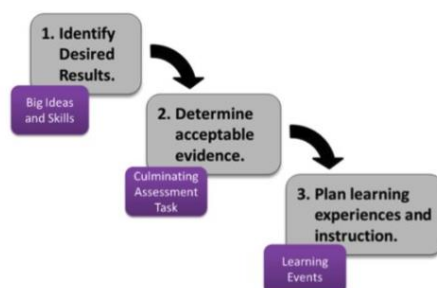 1. Identify
Desired
Results.
Big Ideas
and Skills
2. Determine
acceptable
evidence.
Culminating
Assessment
Task
3. Plan learning
experiences and
instruction.
Learning
Events